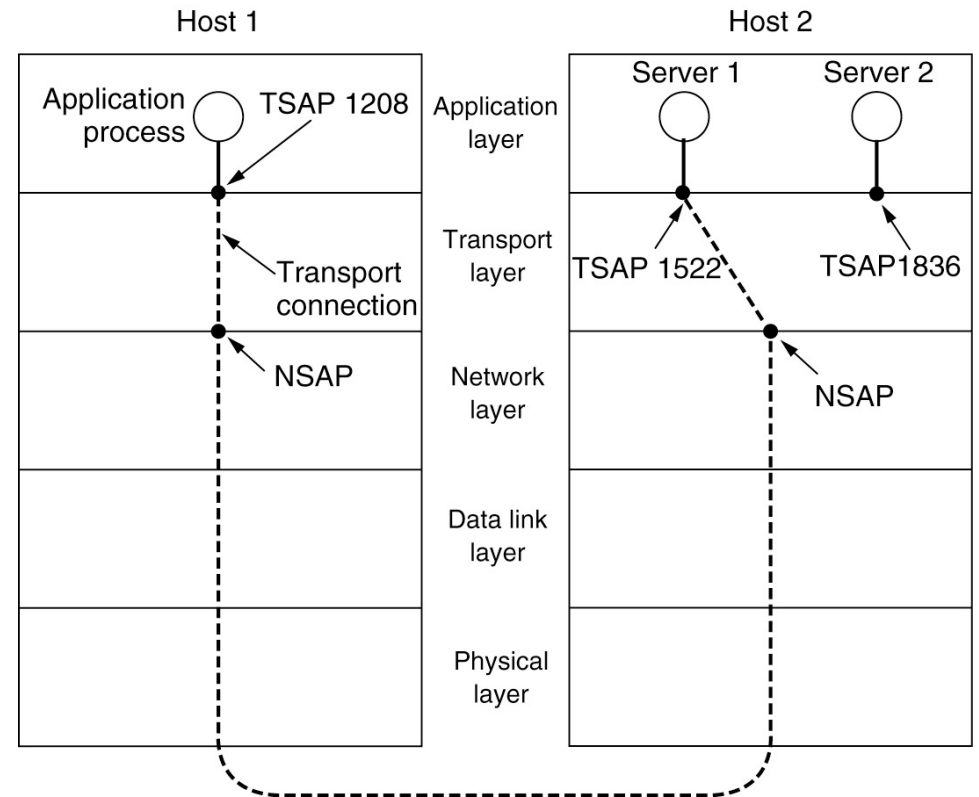 Host 1
Host 2
Application
process
TSAP 1208
Application
layer
Server 1
Server 2
Transport
connection
Transport
layer
TSAP 1522
TSAP1836
NSAP
Network
layer
NSAP
Data link
layer
Physical
layer